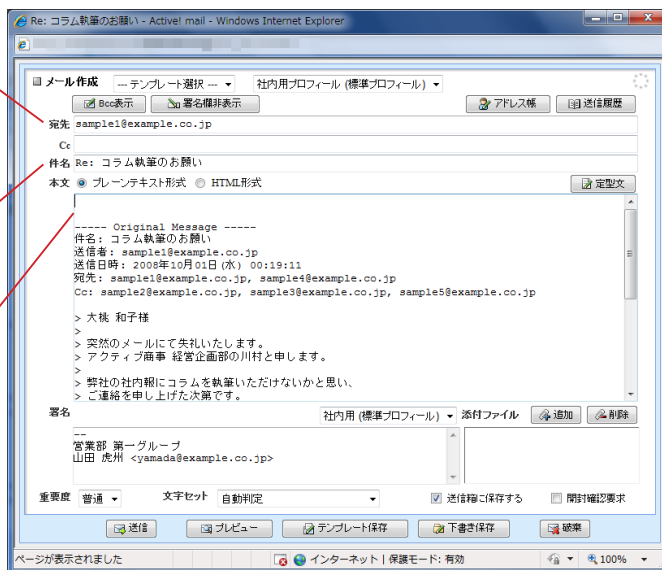 Re: コラム執筆のお願い - Active! mail - Windows Internet Explorer
メール作成 --- テンプレート選択 --- 社内用プロフィール (標準プロフィール)
Bcc表示 署名欄非表示 アドレス帳 送信履歴
宛先 sample1@example.co.jp
Cc
件名 Re: コラム執筆のお願い
本文 プレーンテキスト形式 HTML形式 定型文
----- Original Message -----
件名: コラム執筆のお願い
送信者: sample1@example.co.jp
送信日時: 2008年10月01日(水) 00:19:11
宛先: sample1@example.co.jp, sample4@example.co.jp
Cc: sample2@example.co.jp, sample3@example.co.jp, sample5@example.co.jp
> 大桃 和子様
>
> 突然のメールにて失礼いたします。
> アクティブ商事 経営企画部の川村と申します。
>
> 弊社の社内報にコラムを執筆いただけないかと思い、
> ご連絡を申し上げた次第です。
署名 社内用 (標準プロフィール) 添付ファイル 追加 削除
--
営業部 第一グループ
山田 虎州 <yamada@example.co.jp>
重要度 普通 文字セット 自動判定 送信箱に保存する 開封確認要求
送信 プレビュー テンプレート保存 下書き保存 破棄
ページが表示されました インターネット | 保護モード: 有効 100%